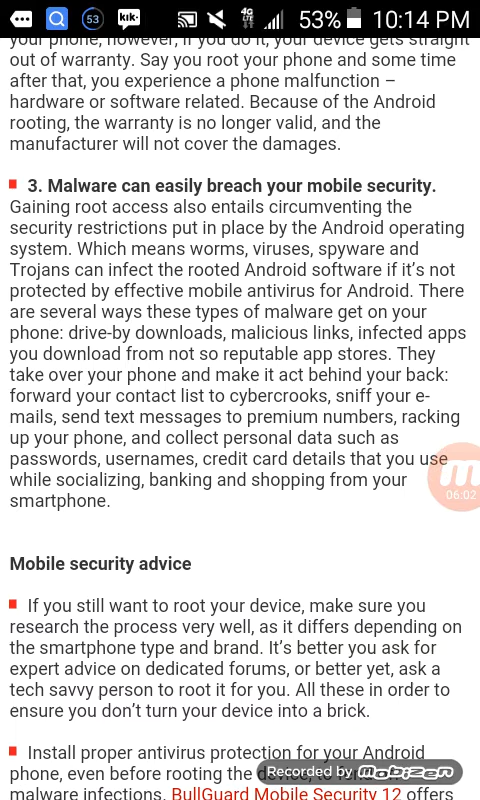 53 kik· 4G LTE 53% 10:14 PM
your phone, however, if you do it, your device gets straight
out of warranty. Say you root your phone and some time
after that, you experience a phone malfunction –
hardware or software related. Because of the Android
rooting, the warranty is no longer valid, and the
manufacturer will not cover the damages.
3. Malware can easily breach your mobile security.
Gaining root access also entails circumventing the
security restrictions put in place by the Android operating
system. Which means worms, viruses, spyware and
Trojans can infect the rooted Android software if it’s not
protected by effective mobile antivirus for Android. There
are several ways these types of malware get on your
phone: drive-by downloads, malicious links, infected apps
you download from not so reputable app stores. They
take over your phone and make it act behind your back:
forward your contact list to cybercrooks, sniff your e-
mails, send text messages to premium numbers, racking
up your phone, and collect personal data such as
passwords, usernames, credit card details that you use
while socializing, banking and shopping from your
smartphone.
06:02
Mobile security advice
If you still want to root your device, make sure you
research the process very well, as it differs depending on
the smartphone type and brand. It’s better you ask for
expert advice on dedicated forums, or better yet, ask a
tech savvy person to root it for you. All these in order to
ensure you don’t turn your device into a brick.
Install proper antivirus protection for your Android
phone, even before rooting the device, to
malware infections. BullGuard Mobile Security 12 offers
Recorded by mobizen